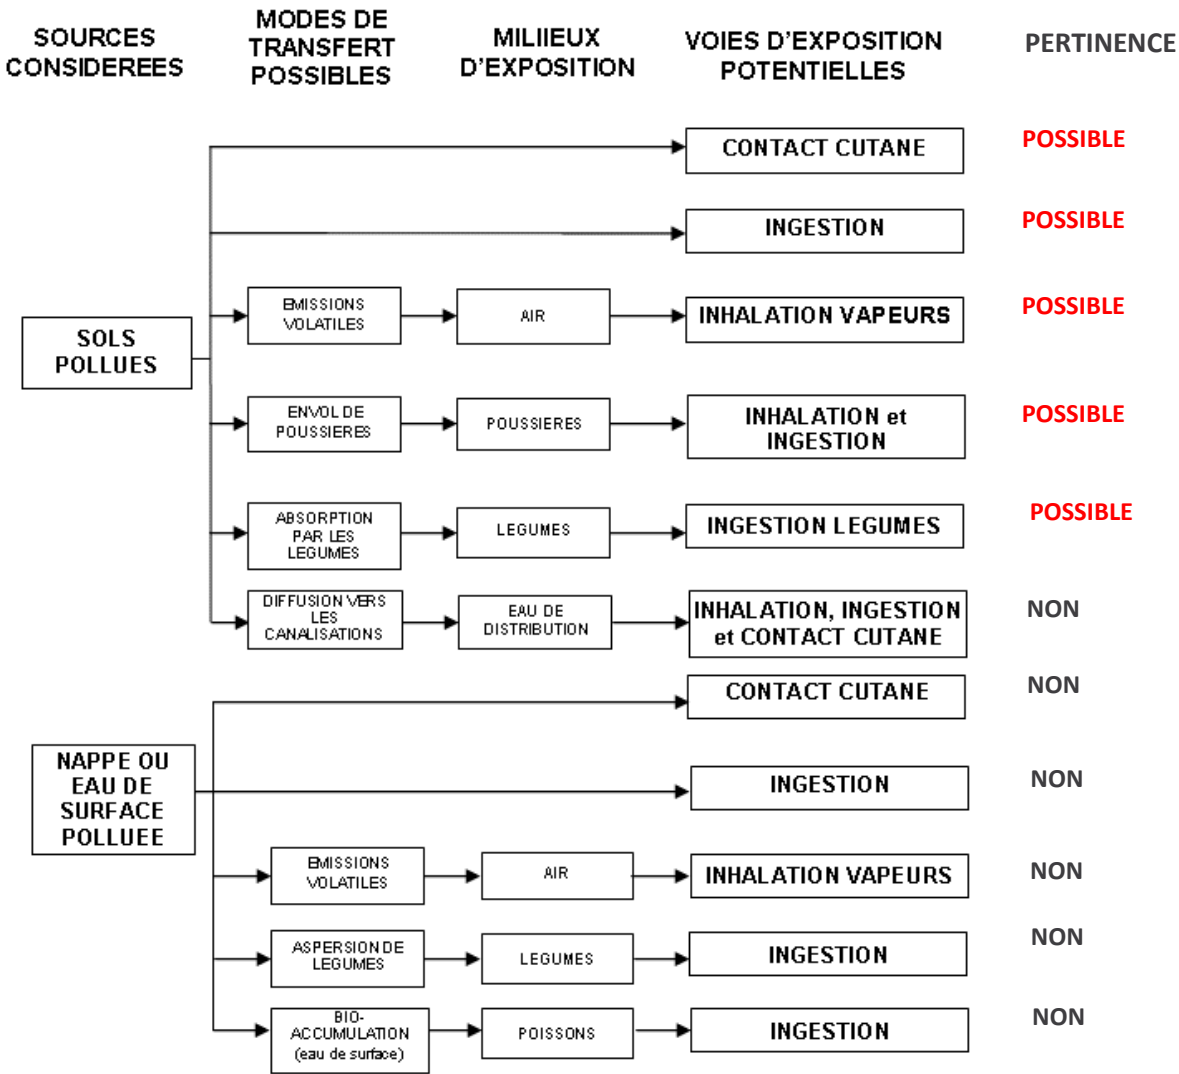 SOURCES
CONSIDEREES
MODES DE
TRANSFERT
POSSIBLES
MILIIEUX
D'EXPOSITION
VOIES D'EXPOSITION
POTENTIELLES
PERTINENCE
SOLS
POLLUES
CONTACT CUTANE
POSSIBLE
INGESTION
POSSIBLE
EMISSIONS
VOLATILES
AIR
INHALATION VAPEURS
POSSIBLE
ENVOL DE
POUSSIERES
POUSSIERES
INHALATION et
INGESTION
POSSIBLE
ABSORPTION
PAR LES
LEGUMES
LEGUMES
INGESTION LEGUMES
POSSIBLE
DIFFUSION VERS
LES
CANALISATIONS
EAU DE
DISTRIBUTION
INHALATION, INGESTION
et CONTACT CUTANE
NON
NAPPE OU
EAU DE
SURFACE
POLLUEE
CONTACT CUTANE
NON
INGESTION
NON
EMISSIONS
VOLATILES
AIR
INHALATION VAPEURS
NON
ASPERSION DE
LEGUMES
LEGUMES
INGESTION
NON
BIO-
ACCUMULATION
(eau de surface)
POISSONS
INGESTION
NON